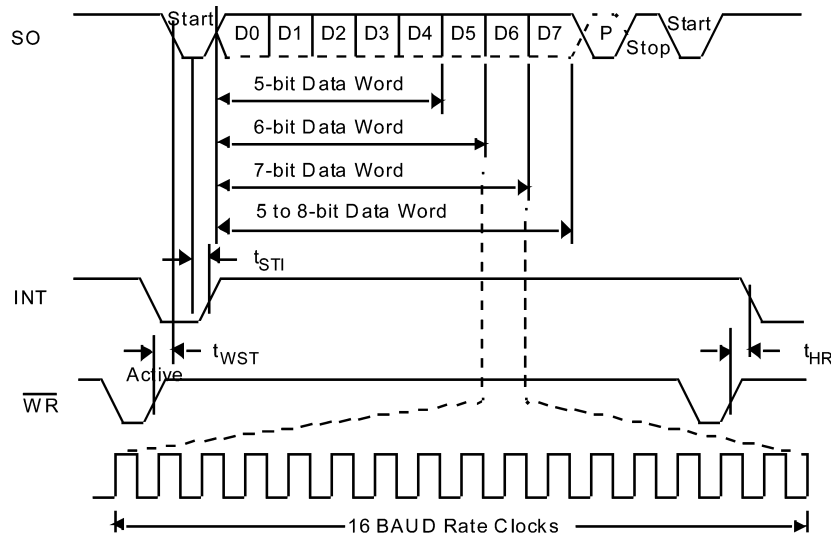 Start
SO
D0 D1 D2 D3 D4 D5 D6 D7
P
Stop
Start
5-bit Data Word
6-bit Data Word
7-bit Data Word
5 to 8-bit Data Word
tSTI
INT
tWST
Active
tHR
WR
16 BAUD Rate Clocks